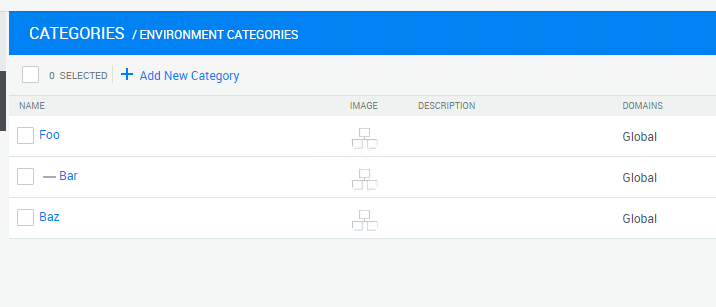 CATEGORIES / ENVIRONMENT CATEGORIES
0 SELECTED + Add New Category
NAME IMAGE DESCRIPTION DOMAINS
Foo Global
— Bar Global
Baz Global